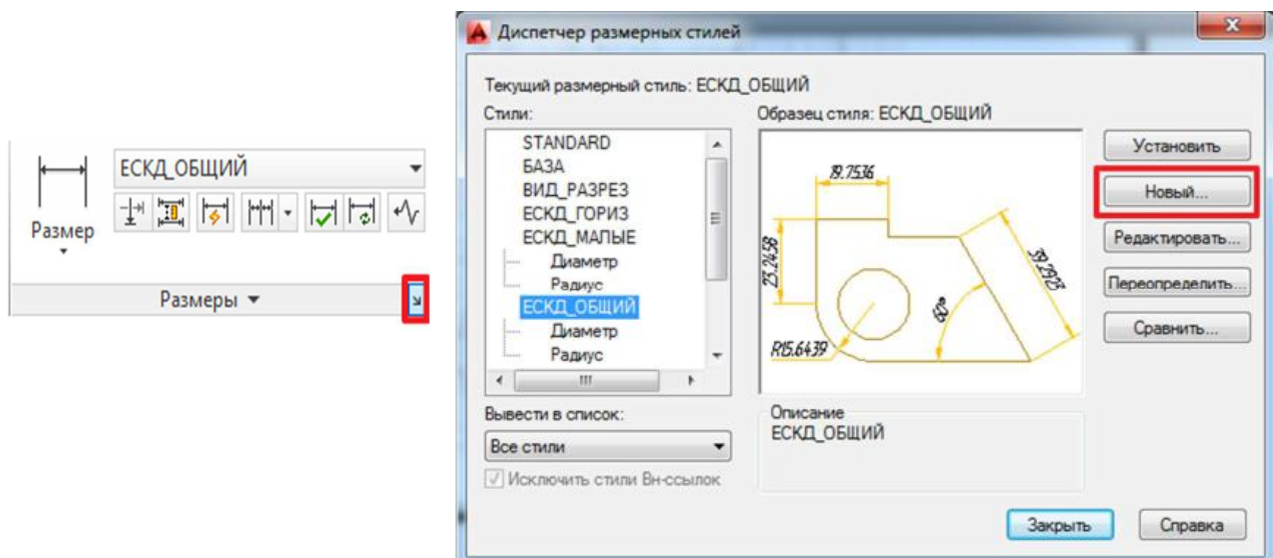 ЕСКД_ОБЩИЙ
Размер
Размеры
Диспетчер размерных стилей
Текущий размерный стиль: ЕСКД_ОБЩИЙ
Стили:
STANDARD
БАЗА
ВИД_РАЗРЕЗ
ЕСКД_ГОРИЗ
ЕСКД_МАЛЫЕ
Диаметр
Радиус
ЕСКД_ОБЩИЙ
Диаметр
Радиус
Вывести в список:
Все стили
Исключить стили Вн-ссылок
Образец стиля: ЕСКД_ОБЩИЙ
19.7536
23.2458
39.2923
60°
R15.6439
Описание
ЕСКД_ОБЩИЙ
Установить
Новый...
Редактировать...
Переопределить...
Сравнить...
Закрыть
Справка